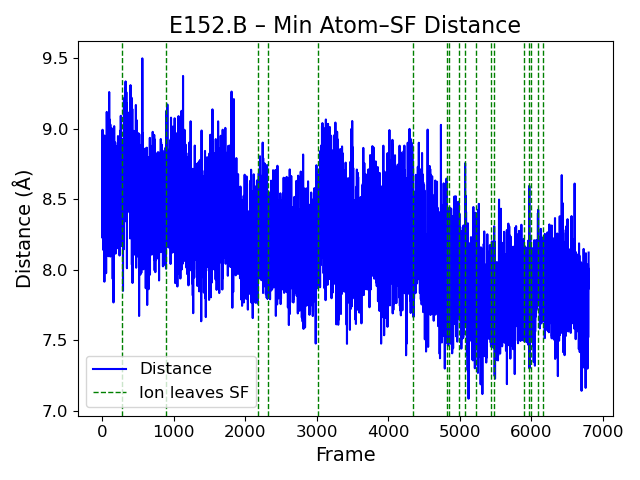 E152.B – Min Atom–SF Distance
Distance (Å)
9.5
9.0
8.5
8.0
7.5
7.0
Distance
Ion leaves SF
0 1000 2000 3000 4000 5000 6000 7000
Frame